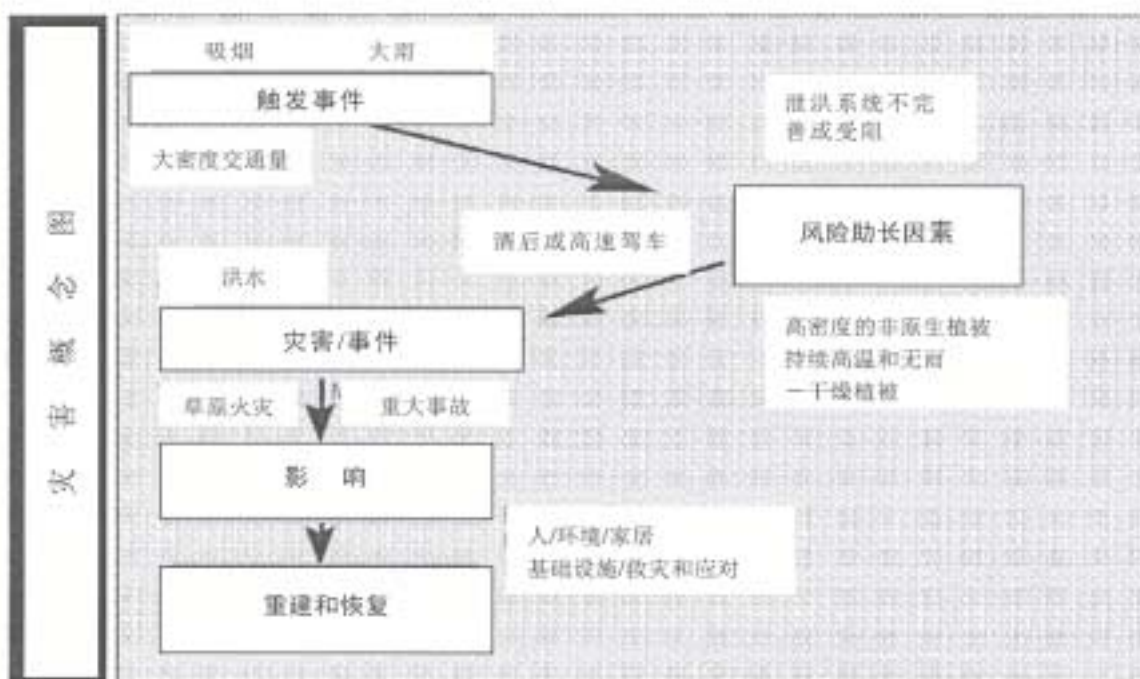 灾害概念图
吸烟 大雨
触发事件
大密度交通量
泄洪系统不完
善或受阻
风险助长因素
酒后或高速驾车
高密度的非原生植被
持续高温和无雨
一干燥植被
洪水
灾害/事件
草原火灾 重大事故
影 响
人/环境/家居
基础设施/救灾和应对
重建和恢复